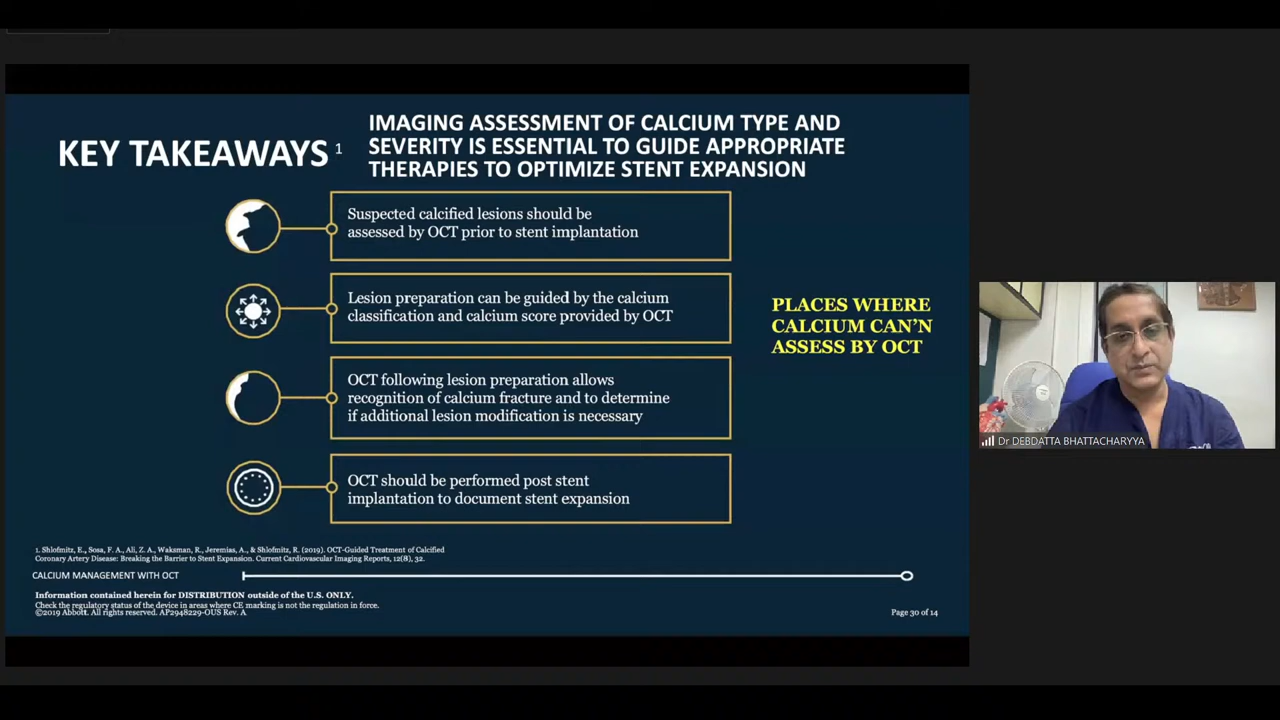 KEY TAKEAWAYS 1
IMAGING ASSESSMENT OF CALCIUM TYPE AND
SEVERITY IS ESSENTIAL TO GUIDE APPROPRIATE
THERAPIES TO OPTIMIZE STENT EXPANSION
Suspected calcified lesions should be
assessed by OCT prior to stent implantation
Lesion preparation can be guided by the calcium
classification and calcium score provided by OCT
OCT following lesion preparation allows
recognition of calcium fracture and to determine
if additional lesion modification is necessary
OCT should be performed post stent
implantation to document stent expansion
PLACES WHERE
CALCIUM CAN’N
ASSESS BY OCT
Dr DEBDATTA BHATTACHARYYA
1. Shlofmitz, E., Sosa, F. A., Ali, Z. A., Waksman, R., Jeremias, A., & Shlofmitz, R. (2019). OCT-Guided Treatment of Calcified
Coronary Artery Disease: Breaking the Barrier to Stent Expansion. Current Cardiovascular Imaging Reports, 12(8), 32.
CALCIUM MANAGEMENT WITH OCT
Information contained herein for DISTRIBUTION outside of the U.S. ONLY.
Check the regulatory status of the device in areas where CE marking is not the regulation in force.
©2019 Abbott. All rights reserved. AP2948229-OUS Rev. A
Page 30 of 14